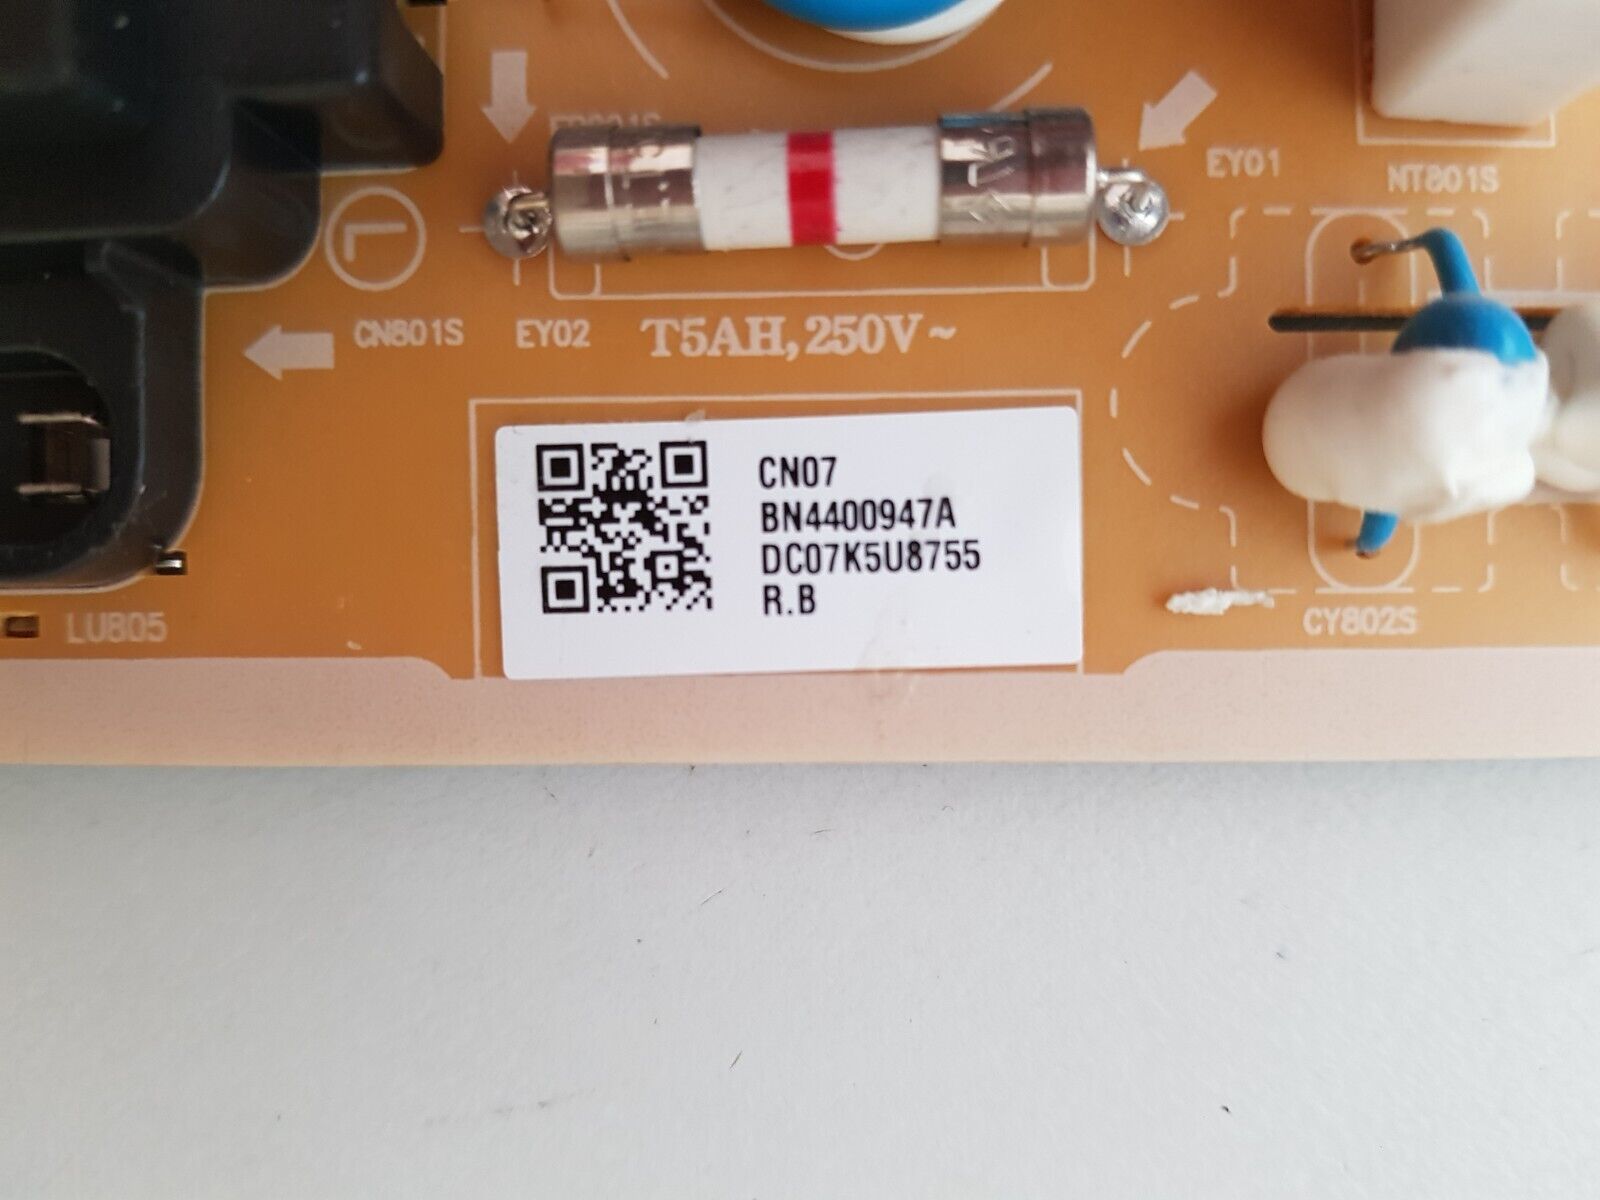 EY01
NT801S
L
CN801S
EY02
T5AH, 250V~
CN07
BN4400947A
DC07K5U8755
R.B
CY802S
LU805